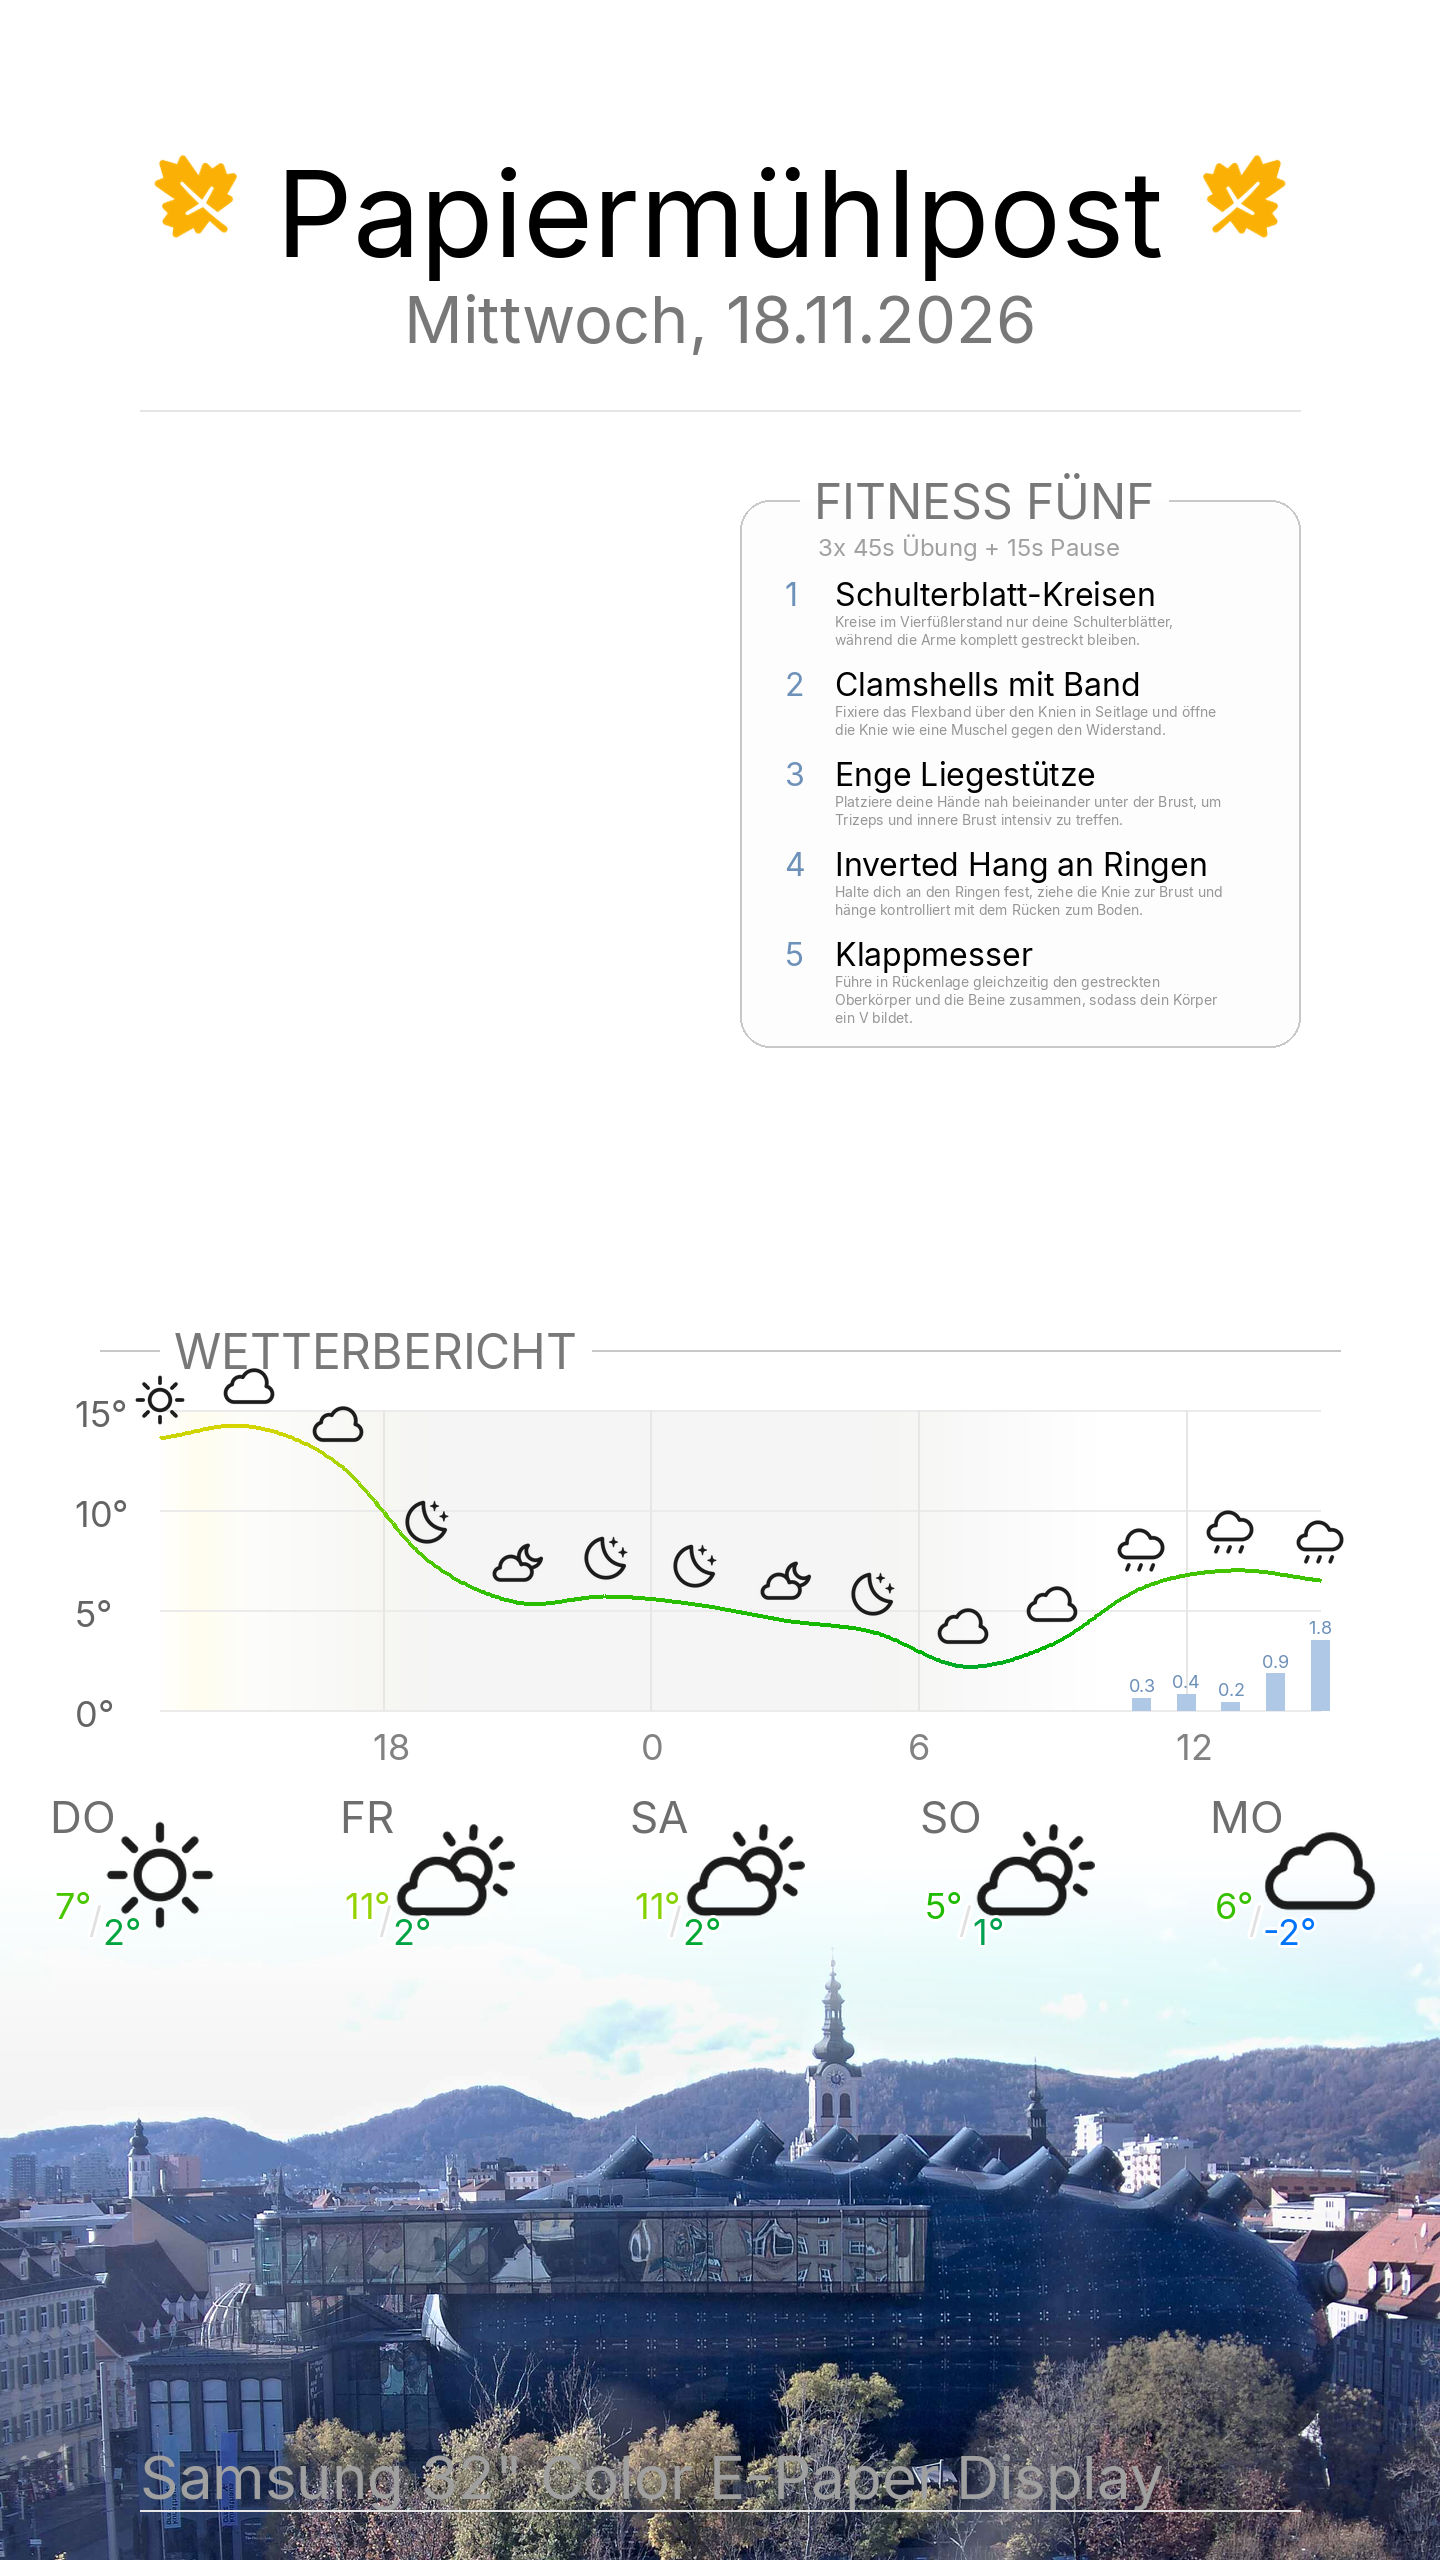 Papiermühlpost
Mittwoch, 18.11.2026
FITNESS FÜNF
3x 45s Übung + 15s Pause
1 Schulterblatt-Kreisen
Kreise im Vierfüßlerstand nur deine Schulterblätter,
während die Arme komplett gestreckt bleiben.
2 Clamshells mit Band
Fixiere das Flexband über den Knien in Seitlage und öffne
die Knie wie eine Muschel gegen den Widerstand.
3 Enge Liegestütze
Platziere deine Hände nah beieinander unter der Brust, um
Trizeps und innere Brust intensiv zu treffen.
4 Inverted Hang an Ringen
Halte dich an den Ringen fest, ziehe die Knie zur Brust und
hänge kontrolliert mit dem Rücken zum Boden.
5 Klappmesser
Führe in Rückenlage gleichzeitig den gestreckten
Oberkörper und die Beine zusammen, sodass dein Körper
ein V bildet.
WETTERBERICHT
15°
10°
5°
0°
0.3 0.4 0.2 0.9 1.8
18 0 6 12
DO FR SA SO MO
7°/2° 11°/2° 11°/2° 5°/1° 6°/-2°
Samsung 32" Color E-Paper Display